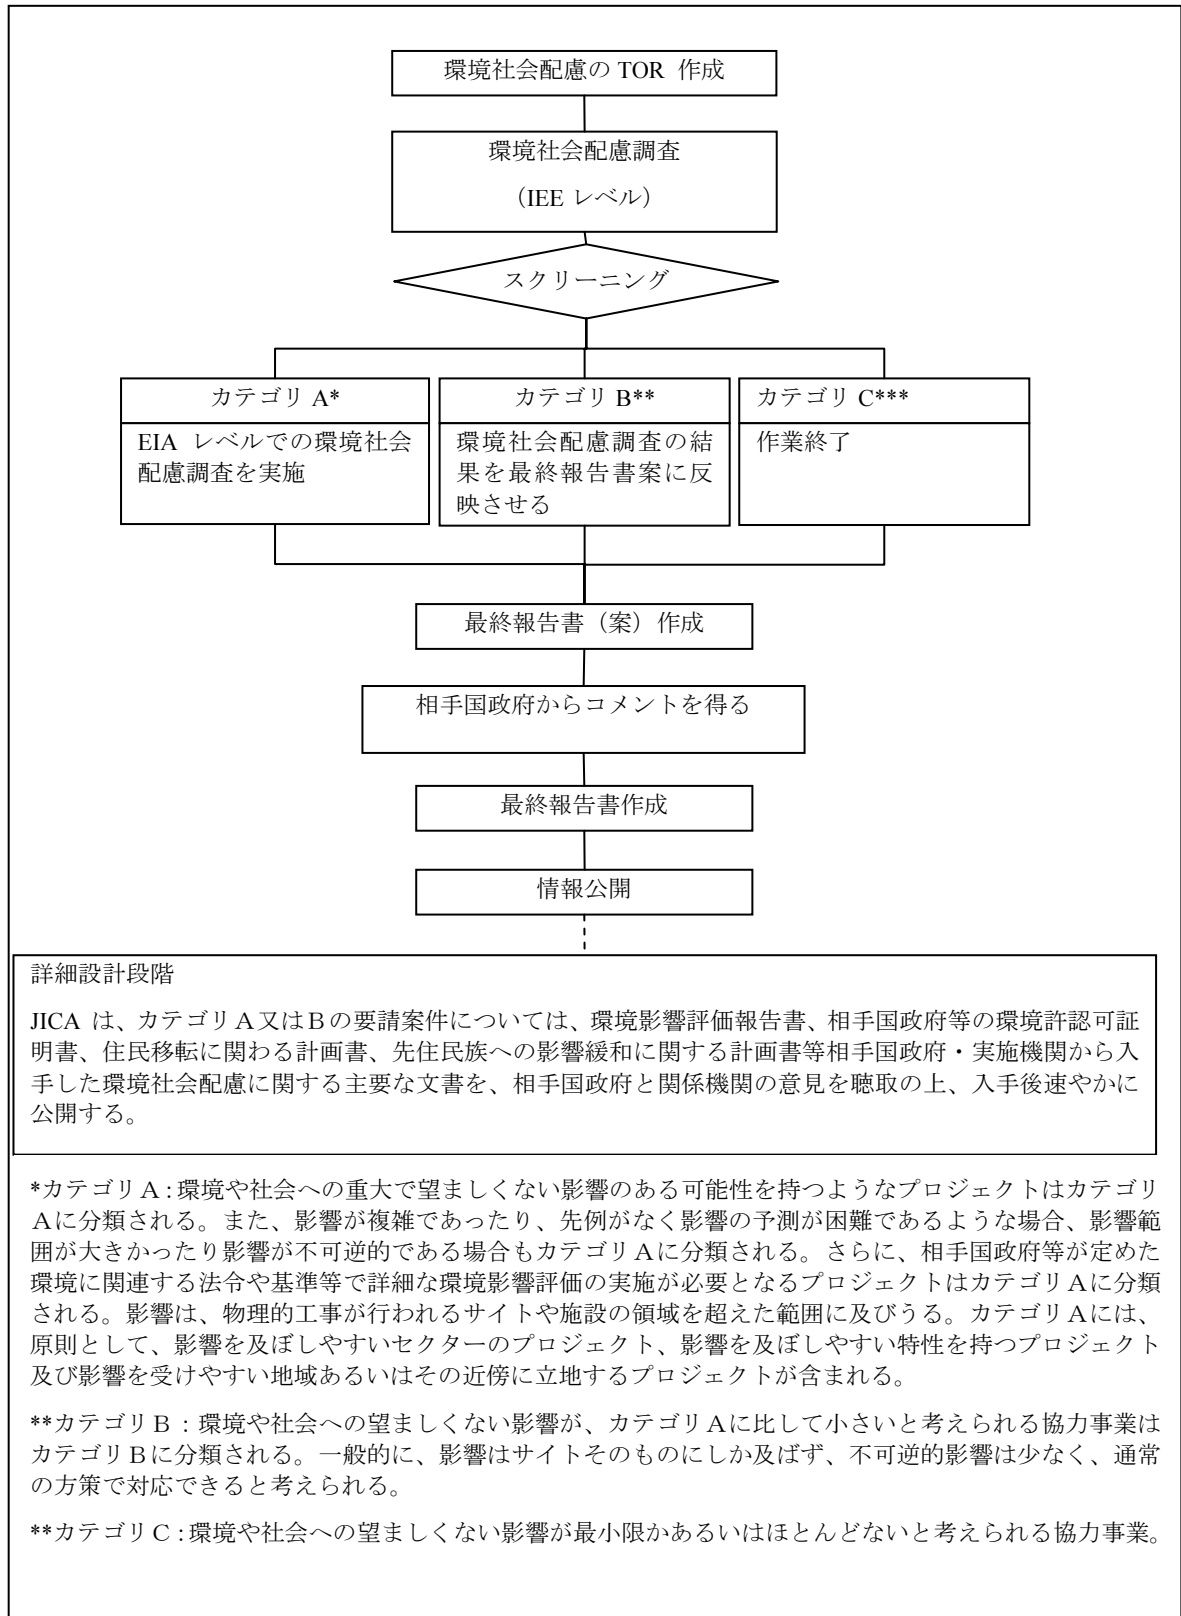 環境社会配慮の TOR 作成
環境社会配慮調査
（IEE レベル）
スクリーニング
カテゴリ A*
EIA レベルでの環境社会
配慮調査を実施
カテゴリ B**
環境社会配慮調査の結
果を最終報告書案に反
映させる
カテゴリ C***
作業終了
最終報告書（案）作成
相手国政府からコメントを得る
最終報告書作成
情報公開
詳細設計段階
JICA は、カテゴリＡ又はＢの要請案件については、環境影響評価報告書、相手国政府等の環境許認可証
明書、住民移転に関わる計画書、先住民族への影響緩和に関する計画書等相手国政府・実施機関から入
手した環境社会配慮に関する主要な文書を、相手国政府と関係機関の意見を聴取の上、入手後速やかに
公開する。
*カテゴリＡ：環境や社会への重大で望ましくない影響のある可能性を持つようなプロジェクトはカテゴリ
Ａに分類される。また、影響が複雑であったり、先例がなく影響の予測が困難であるような場合、影響範
囲が大きかったり影響が不可逆的である場合もカテゴリＡに分類される。さらに、相手国政府等が定めた
環境に関連する法令や基準等で詳細な環境影響評価の実施が必要となるプロジェクトはカテゴリＡに分類
される。影響は、物理的工事が行われるサイトや施設の領域を超えた範囲に及びうる。カテゴリＡには、
原則として、影響を及ぼしやすいセクターのプロジェクト、影響を及ぼしやすい特性を持つプロジェクト
及び影響を受けやすい地域あるいはその近傍に立地するプロジェクトが含まれる。
**カテゴリＢ：環境や社会への望ましくない影響が、カテゴリＡに比して小さいと考えられる協力事業は
カテゴリＢに分類される。一般的に、影響はサイトそのものにしか及ばず、不可逆的影響は少なく、通常
の方策で対応できると考えられる。
**カテゴリＣ：環境や社会への望ましくない影響が最小限かあるいはほとんどないと考えられる協力事業。